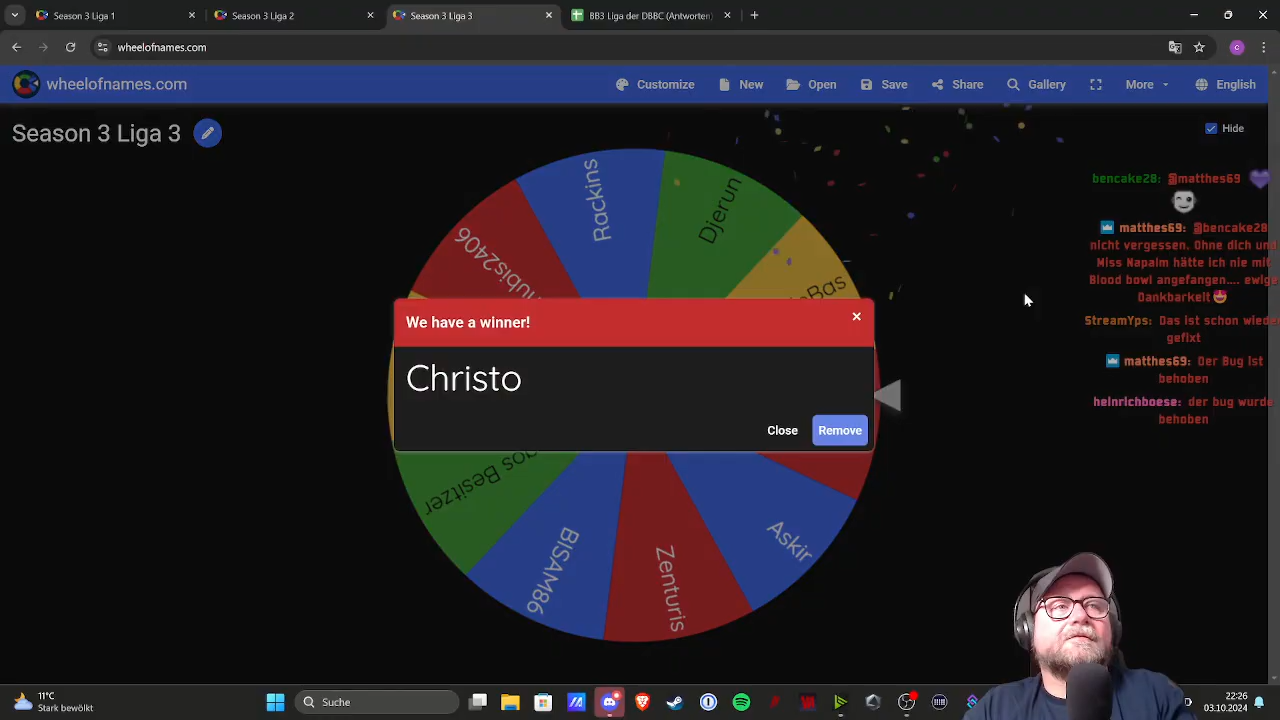 Season 3 Liga 1
Season 3 Liga 2
Season 3 Liga 3
BB3 Liga der DBBC (Antworten)
wheelofnames.com
wheelofnames.com
Customize
New
Open
Save
Share
Gallery
More
English
Season 3 Liga 3
Hide
Rackins
Djerun
bencake28: @matthes69
matthes69: @bencake28
nicht vergessen. Ohne dich und
Miss Napalm hätte ich nie mit
Blood bowl angefangen.... ewige
Dankbarkeit
StreamYps: Das ist schon wieder
gefixt
matthes69: Der Bug ist
behoben
heinrichboese: der bug wurde
behoben
ubis2406
Bas
We have a winner!
Christo
Close
Remove
os Besitzer
BISAM86
Zenturis
Askir
11°C
Stark bewölkt
Suche
22:26
03.10.2024